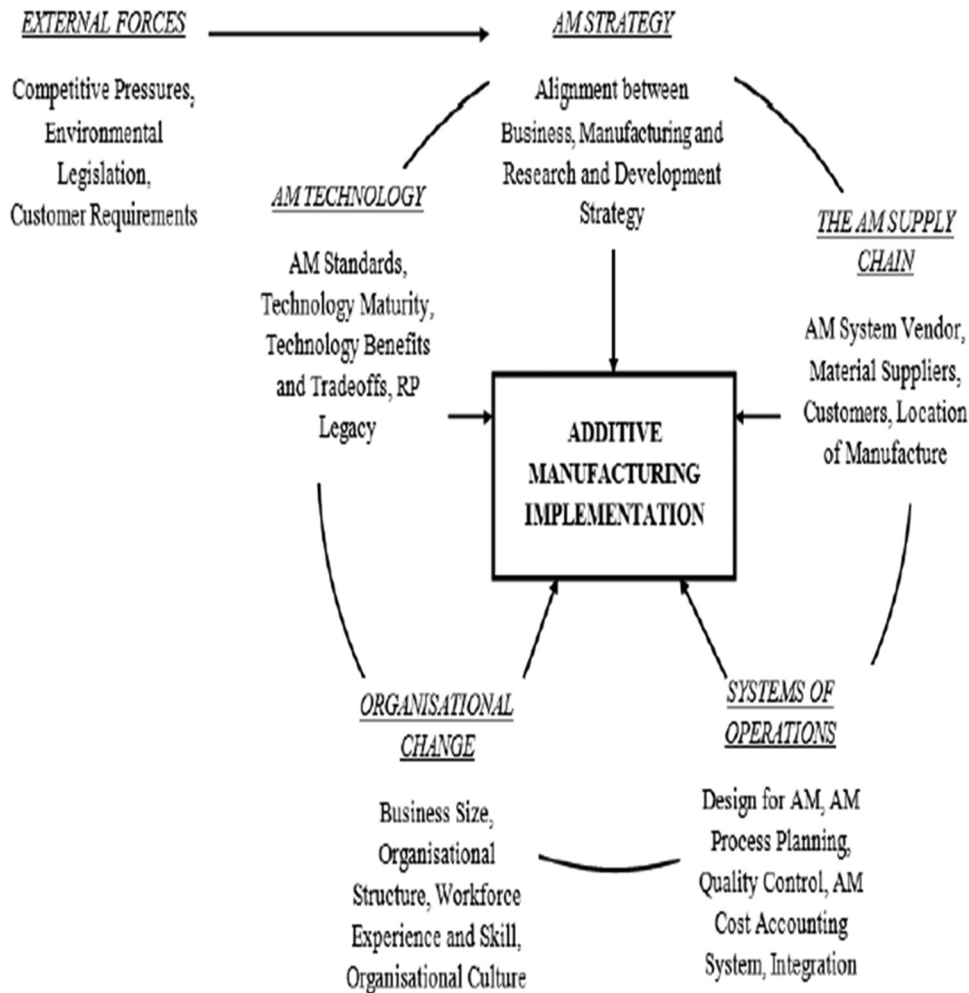 EXTERNAL FORCES
Competitive Pressures,
Environmental
Legislation,
Customer Requirements
AM STRATEGY
Alignment between
Business, Manufacturing and
Research and Development
Strategy
AM TECHNOLOGY
AM Standards,
Technology Maturity,
Technology Benefits
and Tradeoffs, RP
Legacy
THE AM SUPPLY
CHAIN
AM System Vendor,
Material Suppliers,
Customers, Location
of Manufacture
ADDITIVE
MANUFACTURING
IMPLEMENTATION
ORGANISATIONAL
CHANGE
Business Size,
Organisational
Structure, Workforce
Experience and Skill,
Organisational Culture
SYSTEMS OF
OPERATIONS
Design for AM, AM
Process Planning,
Quality Control, AM
Cost Accounting
System, Integration